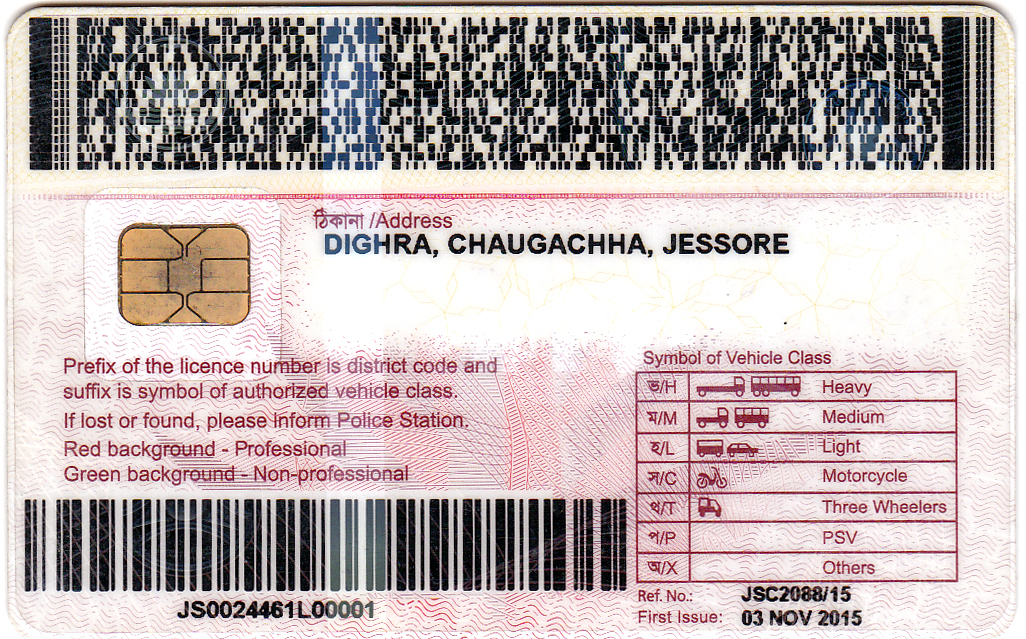 ঠিকানা /Address
DIGHRA, CHAUGACHHA, JESSORE
Prefix of the licence number is district code and
suffix is symbol of authorized vehicle class.
If lost or found, please inform Police Station.
Red background - Professional
Green background - Non-professional
JS0024461L00001
Symbol of Vehicle Class
ভ/H Heavy
ম/M Medium
হ/L Light
স/C Motorcycle
থ/T Three Wheelers
প/P PSV
অ/X Others
Ref. No.: JSC2088/15
First Issue: 03 NOV 2015